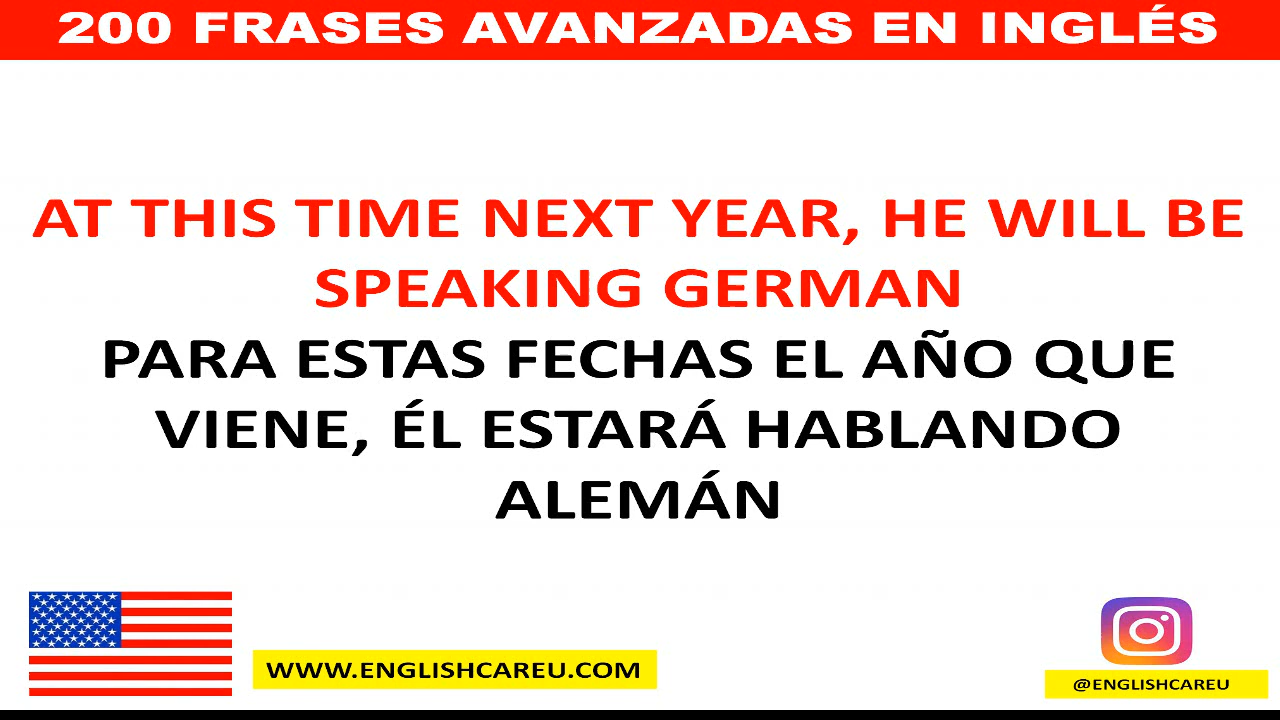 200 FRASES AVANZADAS EN INGLÉS
AT THIS TIME NEXT YEAR, HE WILL BE
SPEAKING GERMAN
PARA ESTAS FECHAS EL AÑO QUE
VIENE, ÉL ESTARÁ HABLANDO
ALEMÁN
WWW.ENGLISHCAREU.COM
@ENGLISHCAREU